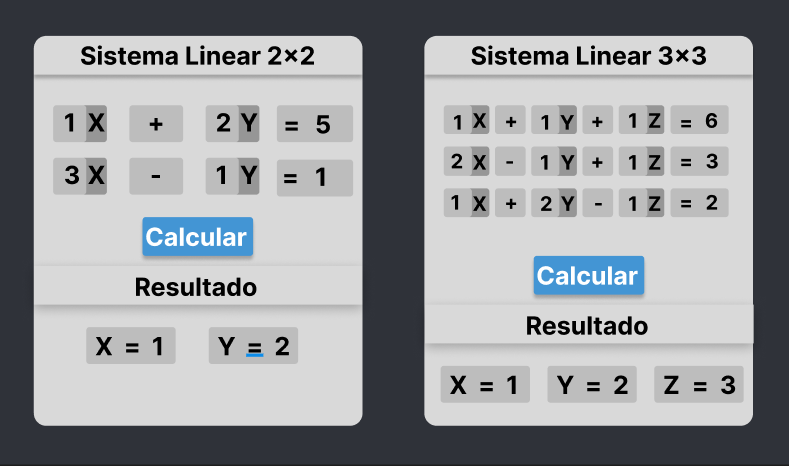 Sistema Linear 2×2
1 X + 2 Y = 5
3 X - 1 Y = 1
Calcular
Resultado
X = 1 Y = 2
Sistema Linear 3×3
1 X + 1 Y + 1 Z = 6
2 X - 1 Y + 1 Z = 3
1 X + 2 Y - 1 Z = 2
Calcular
Resultado
X = 1 Y = 2 Z = 3